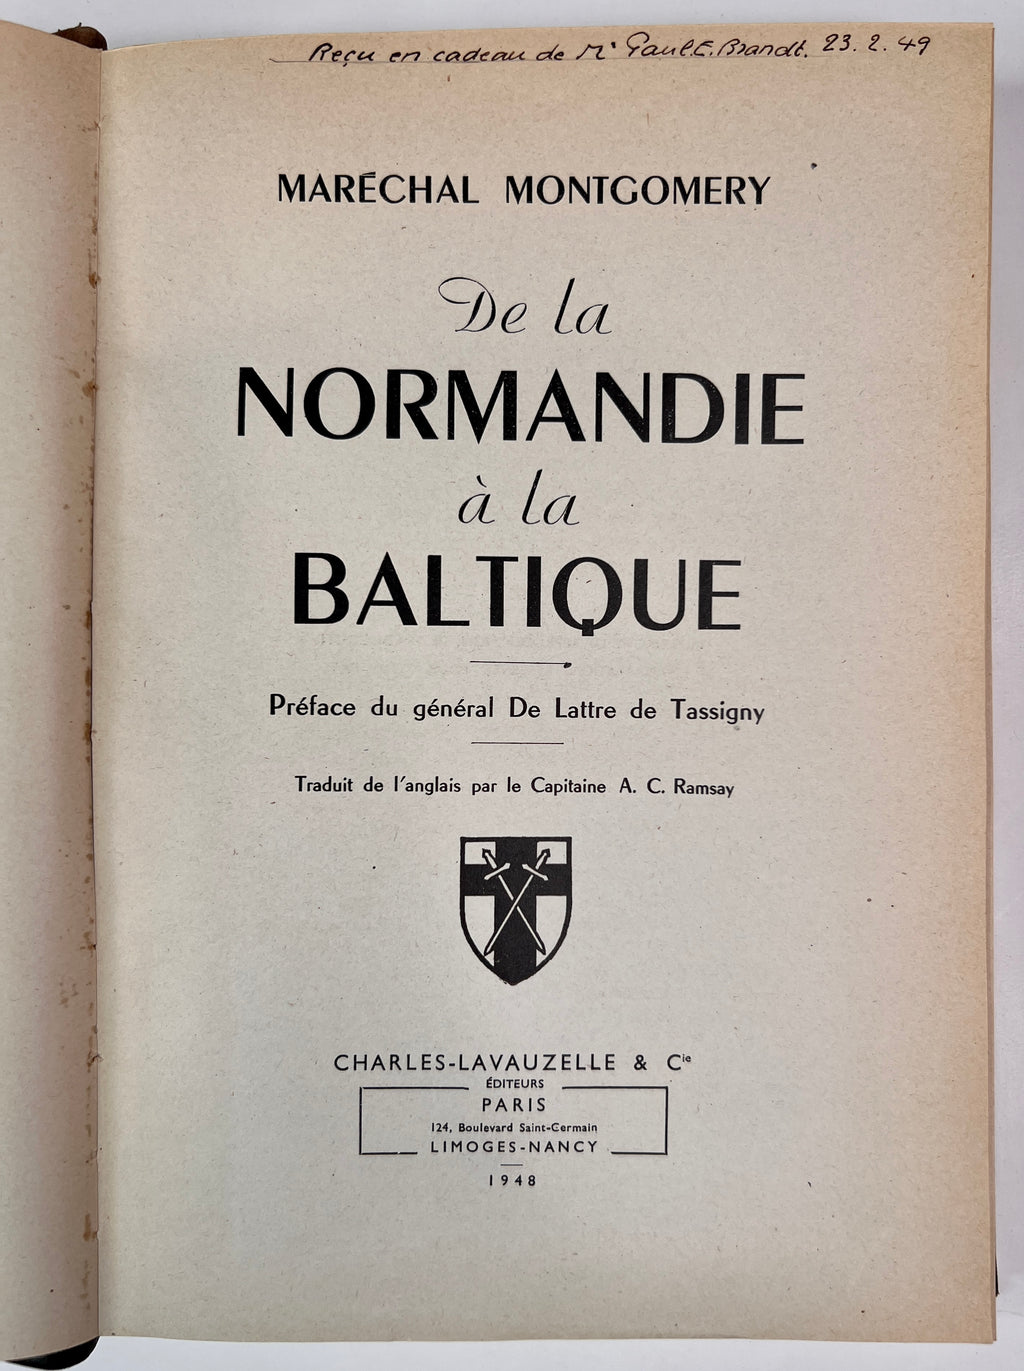 Reçu en cadeau de Mr Paul E. Brandt. 23.2.49
MARÉCHAL MONTGOMERY
De la
NORMANDIE
à la
BALTIQUE
Préface du général De Lattre de Tassigny
Traduit de l'anglais par le Capitaine A. C. Ramsay
CHARLES-LAVAUZELLE & Cie
ÉDITEURS
PARIS
124, Boulevard Saint-Germain
LIMOGES-NANCY
1948